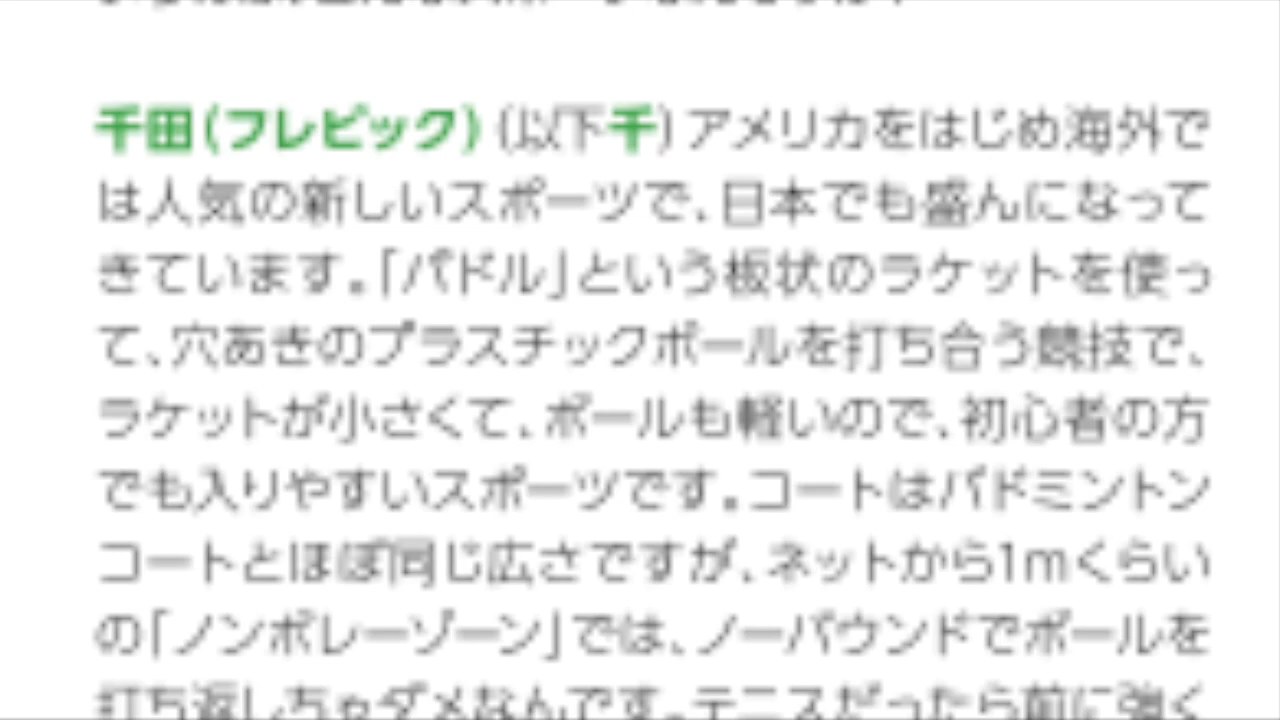 千田(フレビック)(以下千)アメリカをはじめ海外で
は人気の新しいスポーツで、日本でも盛んになって
きています。「パドル」という板状のラケットを使っ
て、穴あきのプラスチックボールを打ち合う競技で、
ラケットが小さくて、ボールも軽いので、初心者の方
でも入りやすいスポーツです。コートはバドミントン
コートとほぼ同じ広さですが、ネットから1mくらい
の「ノンボレーゾーン」では、ノーバウンドでボールを
打ち返しちゃダメなんです。テニスだったら前に強く